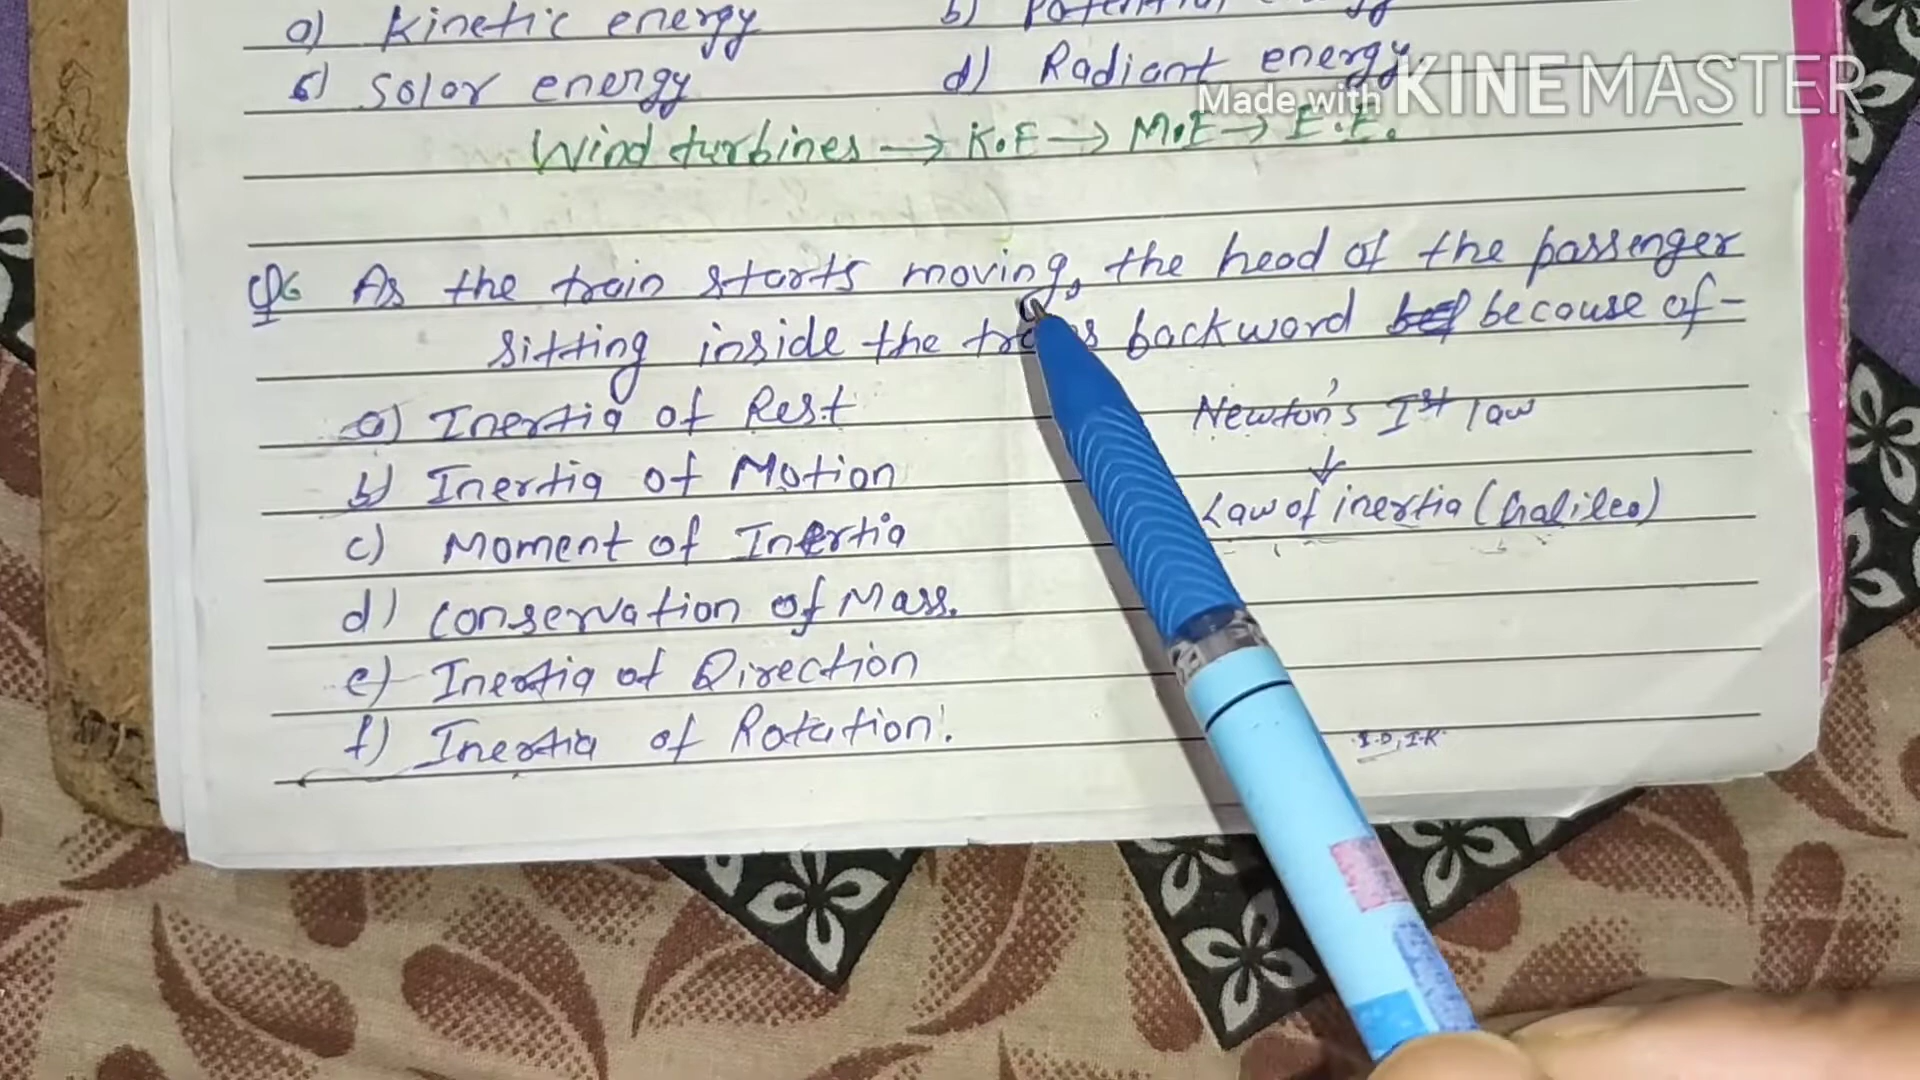 a) Kinetic energy b) Potential energy
c) Solar energy d) Radiant energy.
Made with KINEMASTER
Wind turbines → K.E → M.E → E.E.
Q6 As the train starts moving, the head of the passenger
sitting inside the backward because of -
a) Inertia of Rest
Newton's Ist law
b) Inertia of Motion
↓
Law of inertia (Galileo)
c) Moment of Inertia
d) Conservation of Mass.
e) Inertia of Direction
f) Inertia of Rotation.
I.D, I.R